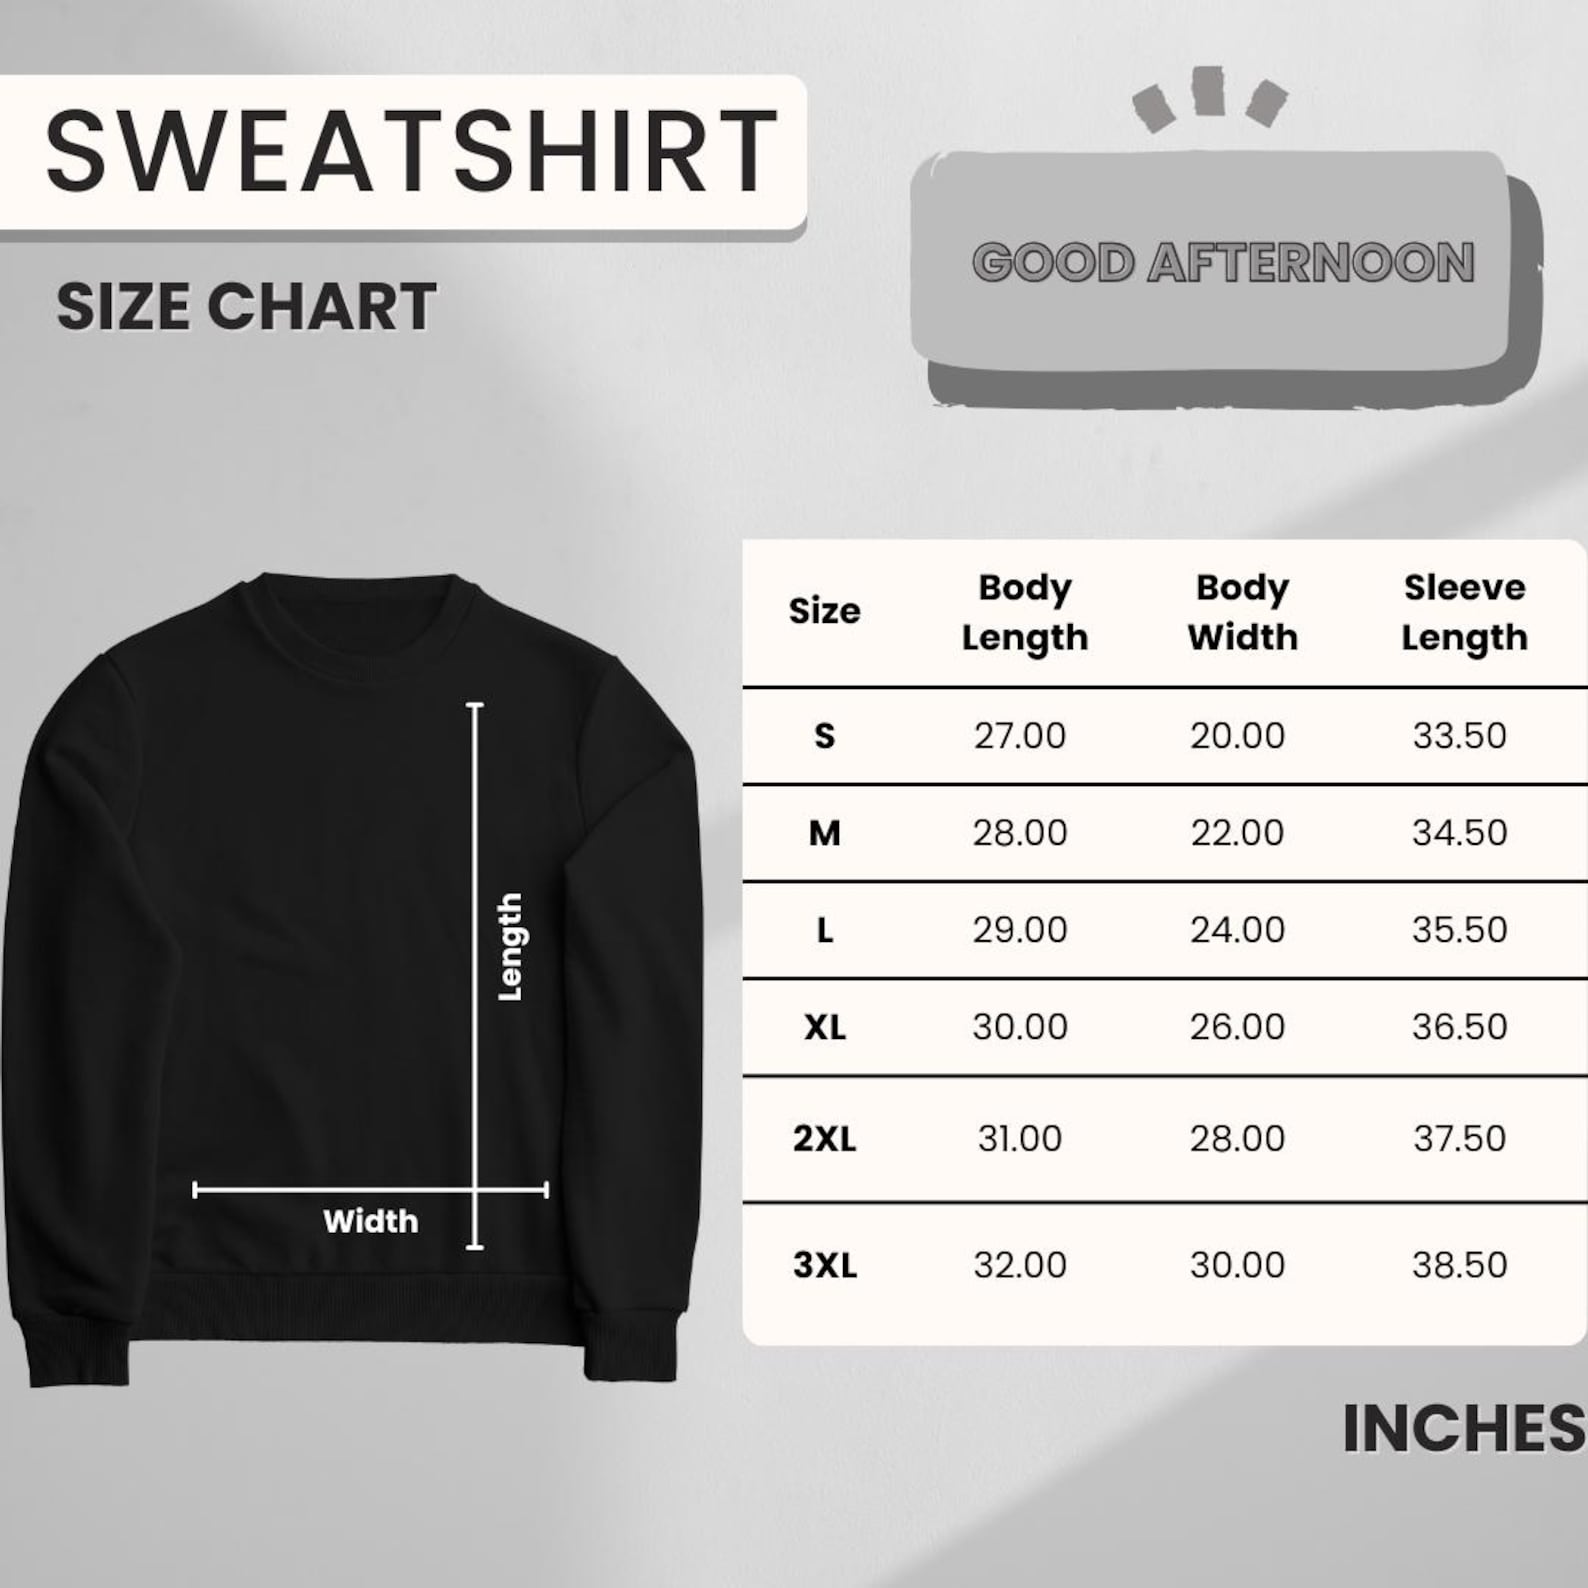 SWEATSHIRT
SIZE CHART
GOOD AFTERNOON
Size Body Length Body Width Sleeve Length
S 27.00 20.00 33.50
M 28.00 22.00 34.50
L 29.00 24.00 35.50
XL 30.00 26.00 36.50
2XL 31.00 28.00 37.50
3XL 32.00 30.00 38.50
Length
Width
INCHES